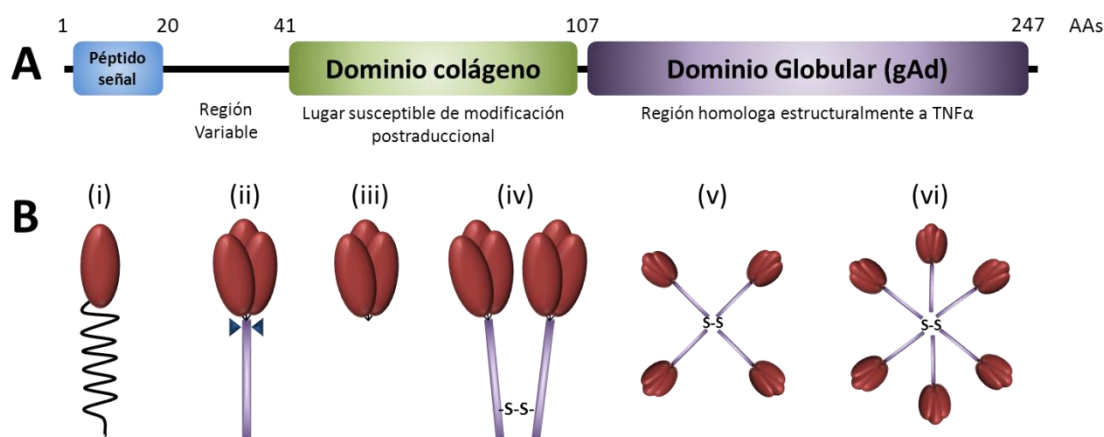 1 20 41 107 247 AAs
A
Péptido
señal
Dominio colágeno
Dominio Globular (gAd)
Región
Variable
Lugar susceptible de modificación
postraduccional
Región homologa estructuralmente a TNFα
B
(i) (ii) (iii) (iv) (v) (vi)
S-S
S-S
-S-S-